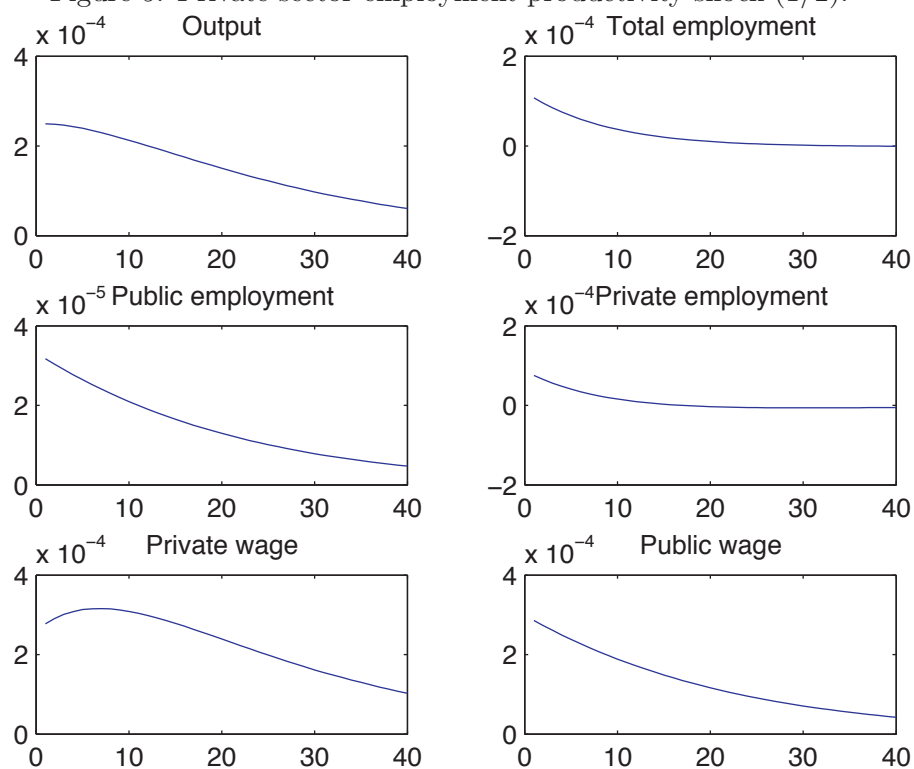 Figure 3: Private sector employment productivity shock (1/2).
x 10−4 Output
4
2
0
0 10 20 30 40
x 10−4 Total employment
2
0
−2
0 10 20 30 40
x 10−5 Public employment
4
2
0
0 10 20 30 40
x 10−4 Private employment
2
0
−2
0 10 20 30 40
x 10−4 Private wage
4
2
0
0 10 20 30 40
x 10−4 Public wage
4
2
0
0 10 20 30 40